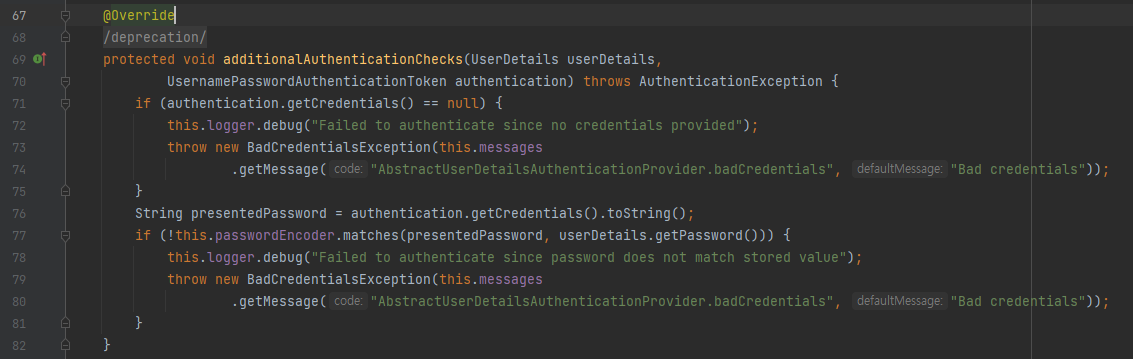 67 @Override
68 /deprecation/
69 protected void additionalAuthenticationChecks(UserDetails userDetails,
70 UsernamePasswordAuthenticationToken authentication) throws AuthenticationException {
71 if (authentication.getCredentials() == null) {
72 this.logger.debug("Failed to authenticate since no credentials provided");
73 throw new BadCredentialsException(this.messages
74 .getMessage( code: "AbstractUserDetailsAuthenticationProvider.badCredentials", defaultMessage: "Bad credentials"));
75 }
76 String presentedPassword = authentication.getCredentials().toString();
77 if (!this.passwordEncoder.matches(presentedPassword, userDetails.getPassword())) {
78 this.logger.debug("Failed to authenticate since password does not match stored value");
79 throw new BadCredentialsException(this.messages
80 .getMessage( code: "AbstractUserDetailsAuthenticationProvider.badCredentials", defaultMessage: "Bad credentials"));
81 }
82 }